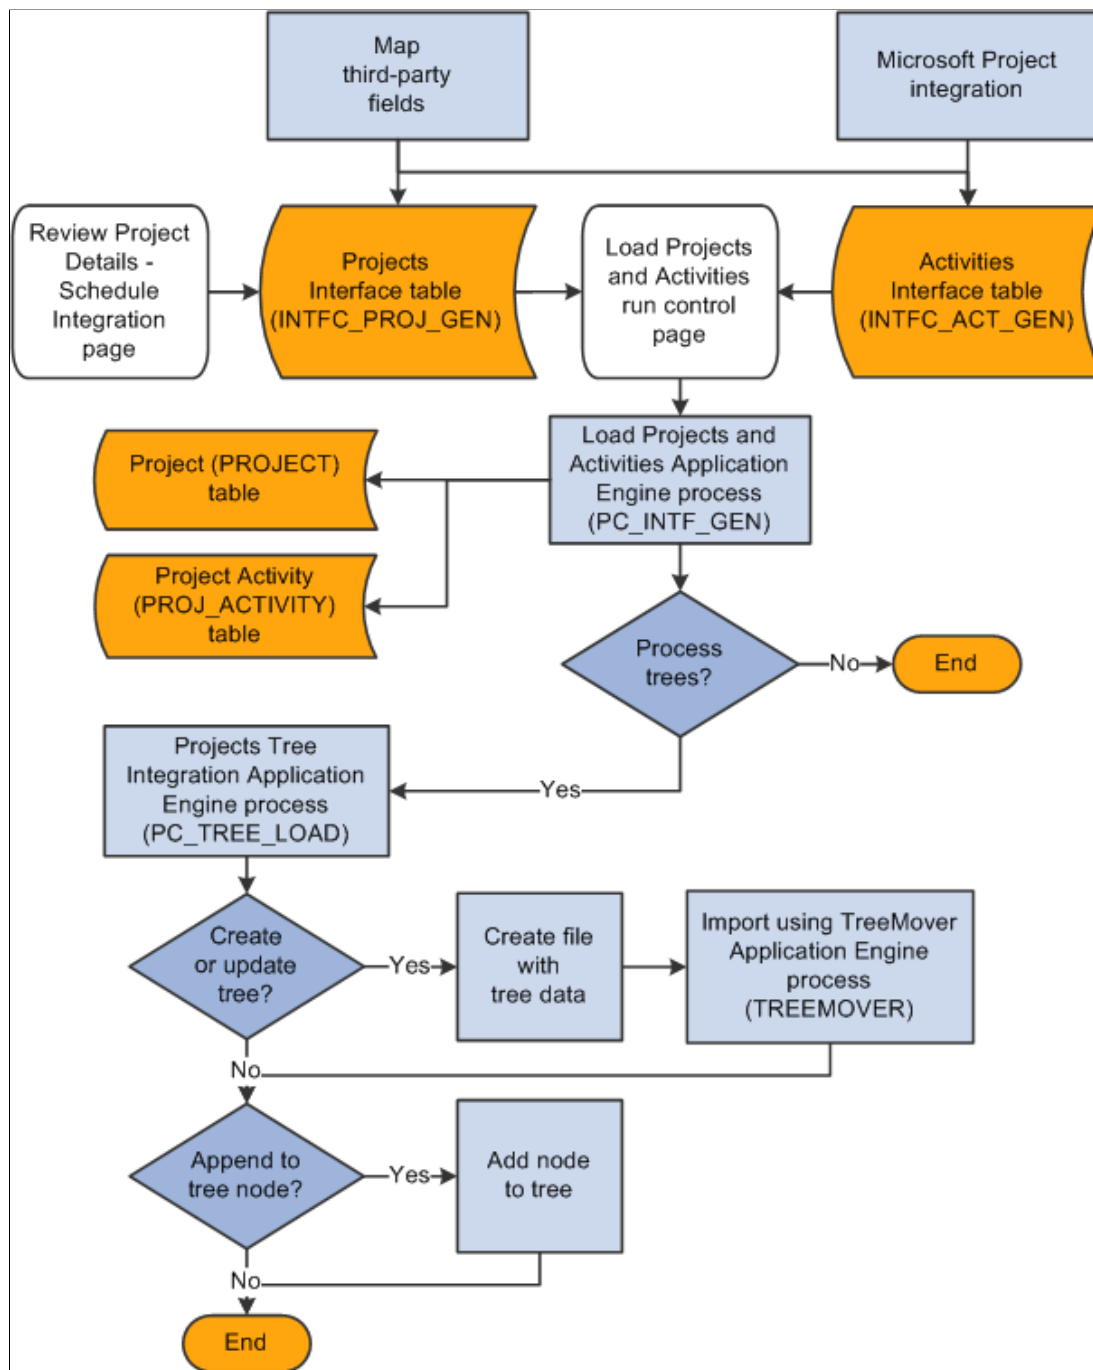 Map
third-party
fields
Microsoft Project
integration
Review Project
Details -
Schedule
Integration
page
Projects
Interface table
(INTFC_PROJ_GEN)
Load Projects
and Activities
run control
page
Activities
Interface table
(INTFC_ACT_GEN)
Project (PROJECT)
table
Load Projects and
Activities Application
Engine process
(PC_INTF_GEN)
Project Activity
(PROJ_ACTIVITY)
table
Process
trees?
No
End
Projects Tree
Integration Application
Engine process
(PC_TREE_LOAD)
Yes
Create
or update
tree?
Yes
Create file
with
tree data
Import using TreeMover
Application Engine
process
(TREEMOVER)
No
Append to
tree node?
Yes
Add node
to tree
No
End